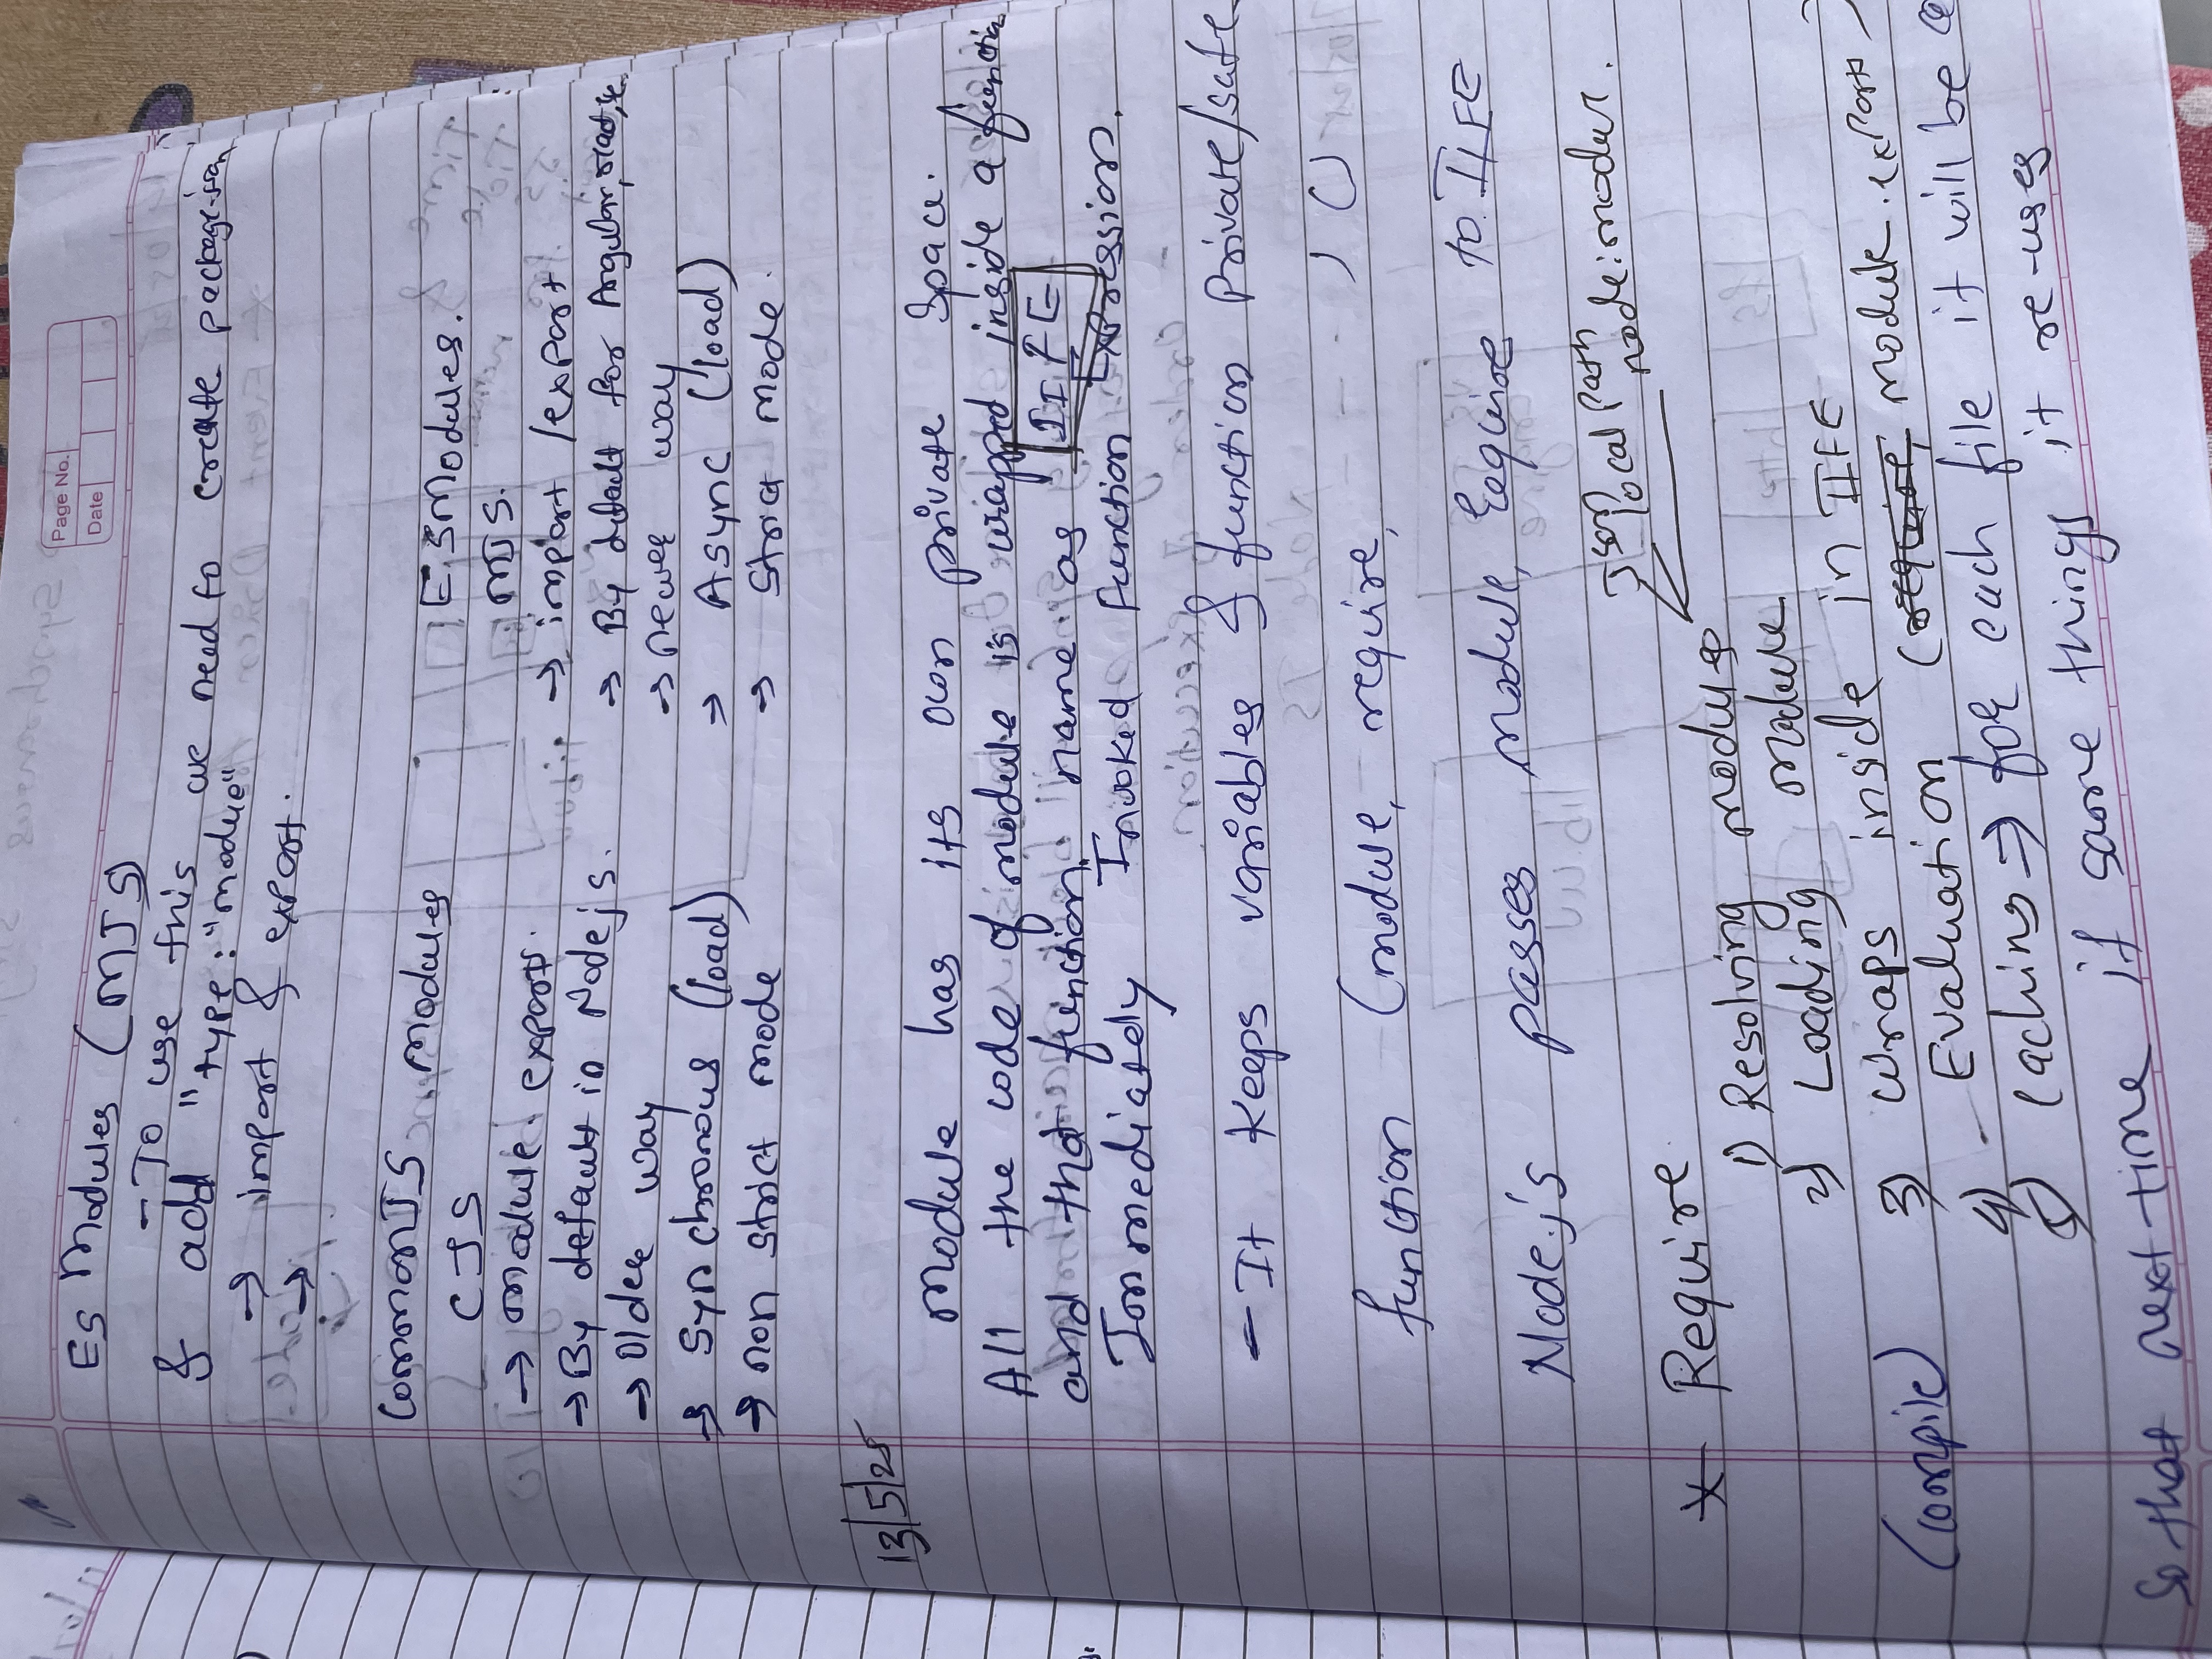 Page No.
Date
ES Modules (MJS)
- To use this we need to create package.json
& add "type: "modue"
→ import & export.
→
CommonJS Modules
CJS
→ module. exports.
→ By default in Nodejs.
→ Older way
→ Synchronous (load)
→ non strict mode
ESModules.
MJS.
→ import /export
→ By default for Angular, react,
→ newer way
→ Async (load)
→ Strict mode.
13/5/25
Module has its own private space.
All the code of module is wrapped inside a function
and that function name as IIFE
Immediately Invoked Function Expression.
- It keeps variables & function Private/safe
function (module, require, ) ()
Node.js passes module, require to IIFE
Json local path node:modur.
* Require
1) Resolving modules
2) Loading module
3) wraps inside in IIFE
(compile)
4) - Evaluation (require, module.exports)
5) Caching ⇒ for each file it will be
So that next time if same things it re-uses